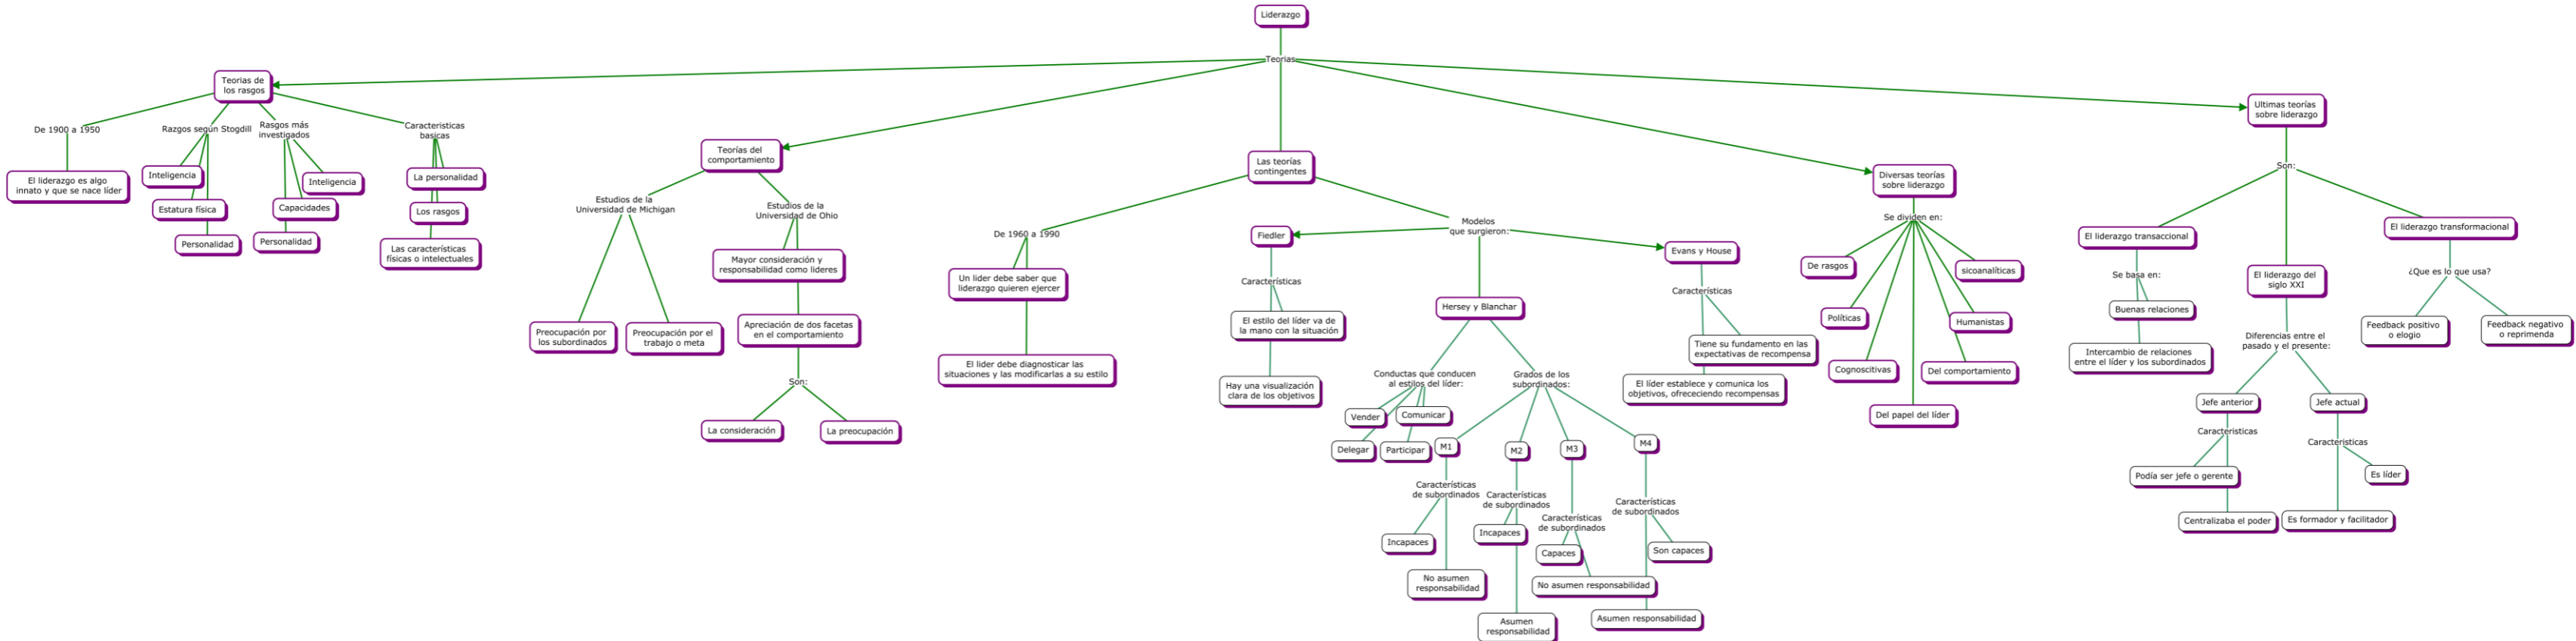 Liderazgo
Teorias
Teorias de
los rasgos
De 1900 a 1950
El liderazgo es algo
innato y que se nace líder
Razgos según Stogdill
Inteligencia
Estatura física
Personalidad
Rasgos más
investigados
Inteligencia
Capacidades
Personalidad
Caracteristicas
basicas
La personalidad
Los rasgos
Las características
físicas o intelectuales
Teorías del
comportamiento
Estudios de la
Universidad de Michigan
Preocupación por
los subordinados
Preocupación por el
trabajo o meta
Estudios de la
Universidad de Ohio
Mayor consideración y
responsabilidad como lideres
Apreciación de dos facetas
en el comportamiento
Son:
La consideración
La preocupación
Las teorías
contingentes
De 1960 a 1990
Un lider debe saber que
liderazgo quieren ejercer
El lider debe diagnosticar las
situaciones y las modificarlas a su estilo
Modelos
que surgieron:
Fiedler
Características
El estilo del líder va de
la mano con la situación
Hay una visualización
clara de los objetivos
Hersey y Blanchar
Conductas que conducen
al estilos del líder:
Vender
Comunicar
Delegar
Participar
Grados de los
subordinados:
M1
Características
de subordinados
Incapaces
No asumen
responsabilidad
M2
Características
de subordinados
Incapaces
Asumen
responsabilidad
M3
Características
de subordinados
Capaces
No asumen responsabilidad
M4
Características
de subordinados
Son capaces
Asumen responsabilidad
Evans y House
Características
Tiene su fundamento en las
expectativas de recompensa
El líder establece y comunica los
objetivos, ofrececiendo recompensas
Diversas teorías
sobre liderazgo
Se dividen en:
De rasgos
sicoanalíticas
Políticas
Humanistas
Cognoscitivas
Del comportamiento
Del papel del líder
Ultimas teorías
sobre liderazgo
Son:
El liderazgo transaccional
Se basa en:
Buenas relaciones
Intercambio de relaciones
entre el líder y los subordinados
El liderazgo del
siglo XXI
Diferencias entre el
pasado y el presente:
Jefe anterior
Caracteristicas
Podía ser jefe o gerente
Centralizaba el poder
Jefe actual
Caracteristicas
Es líder
Es formador y facilitador
El liderazgo transformacional
¿Que es lo que usa?
Feedback positivo
o elogio
Feedback negativo
o reprimenda